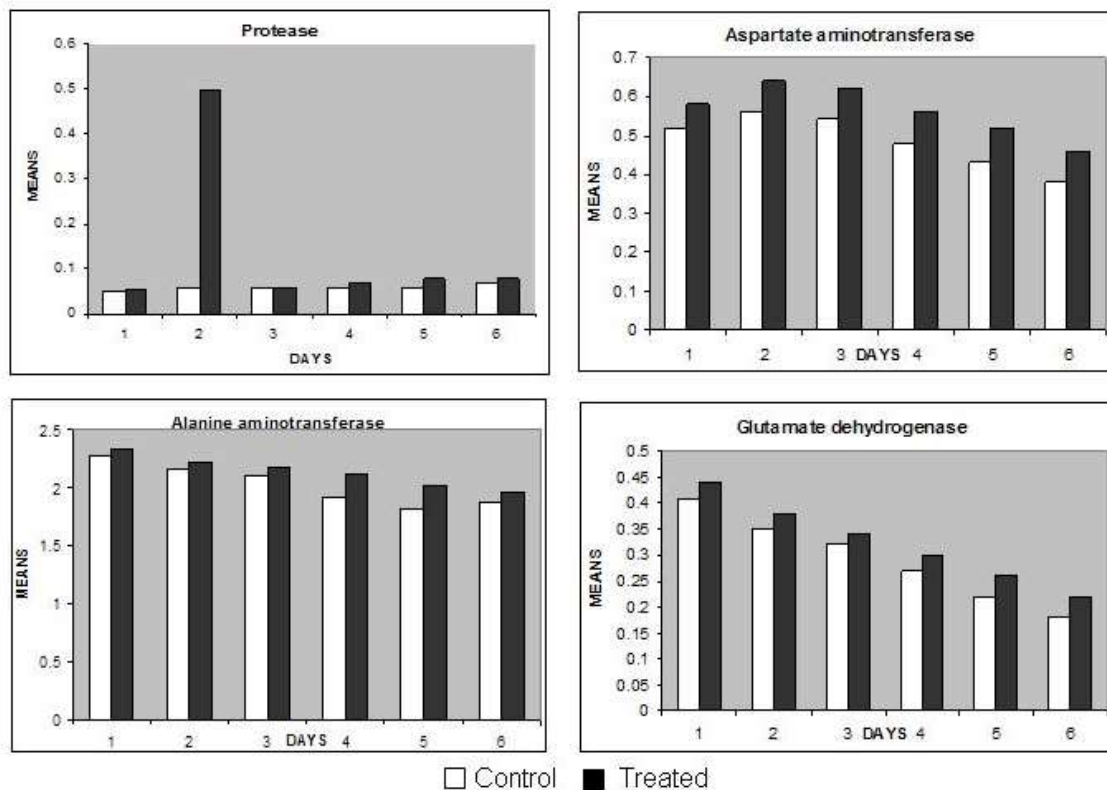 Protease
0.6
0.5
0.4
0.3
0.2
0.1
0
MEANS
1 2 3 4 5 6
DAYS
Aspartate aminotransferase
0.7
0.6
0.5
0.4
0.3
0.2
0.1
0
MEANS
1 2 3 DAYS 4 5 6
Alanine aminotransferase
2.5
2
1.5
1
0.5
0
MEANS
1 2 3 DAYS 4 5 6
Glutamate dehydrogenase
0.5
0.45
0.4
0.35
0.3
0.25
0.2
0.15
0.1
0.05
0
MEANS
1 2 3 DAYS 4 5 6
Control Treated